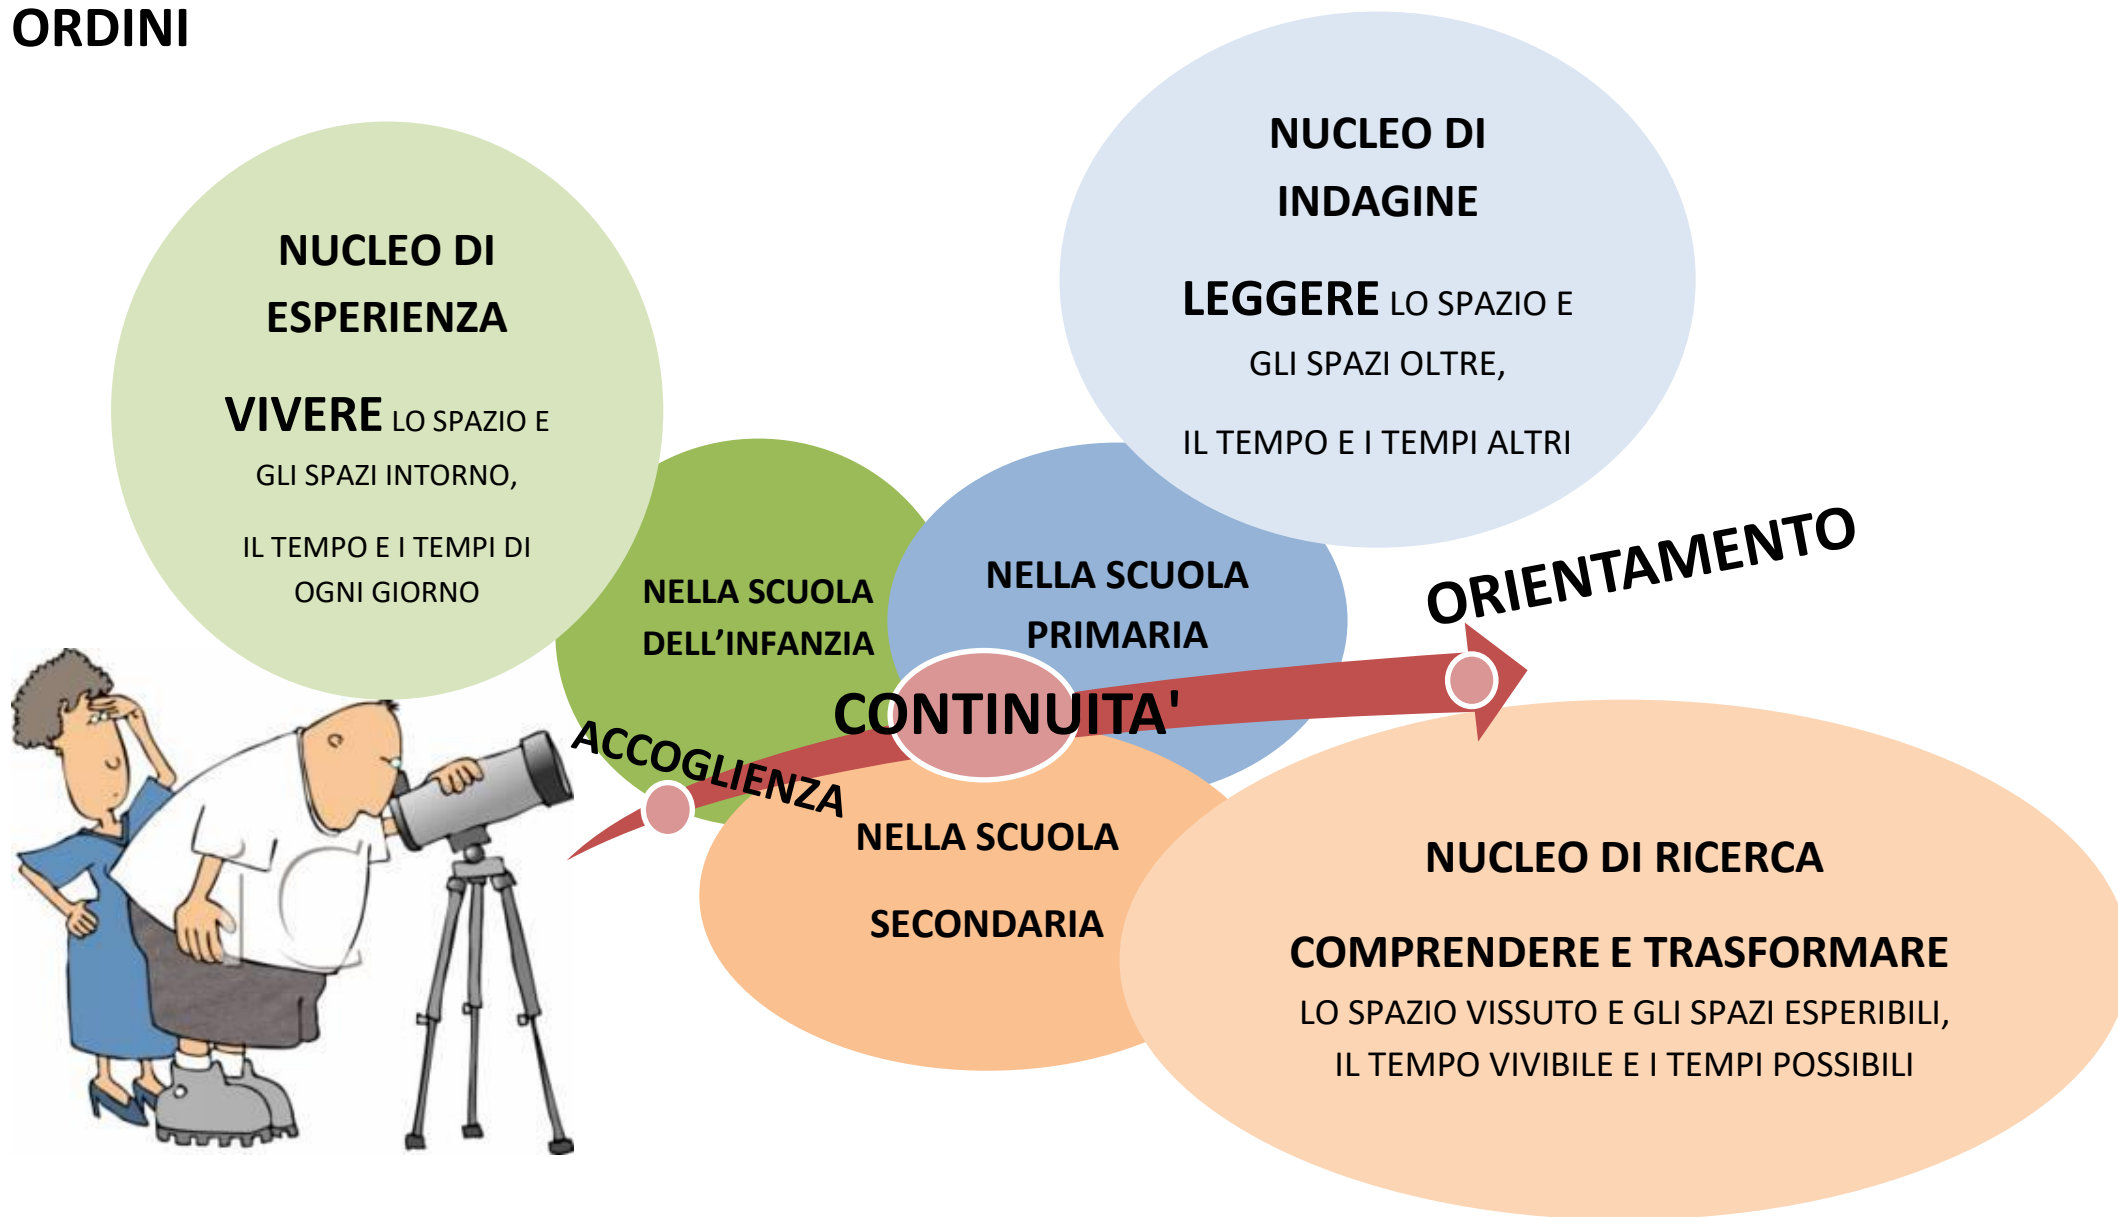 ORDINI
NUCLEO DI
ESPERIENZA
VIVERE LO SPAZIO E
GLI SPAZI INTORNO,
IL TEMPO E I TEMPI DI
OGNI GIORNO
NUCLEO DI
INDAGINE
LEGGERE LO SPAZIO E
GLI SPAZI OLTRE,
IL TEMPO E I TEMPI ALTRI
NELLA SCUOLA
DELL’INFANZIA
NELLA SCUOLA
PRIMARIA
ORIENTAMENTO
CONTINUITA'
ACCOGLIENZA
NELLA SCUOLA
SECONDARIA
NUCLEO DI RICERCA
COMPRENDERE E TRASFORMARE
LO SPAZIO VISSUTO E GLI SPAZI ESPERIBILI,
IL TEMPO VIVIBILE E I TEMPI POSSIBILI